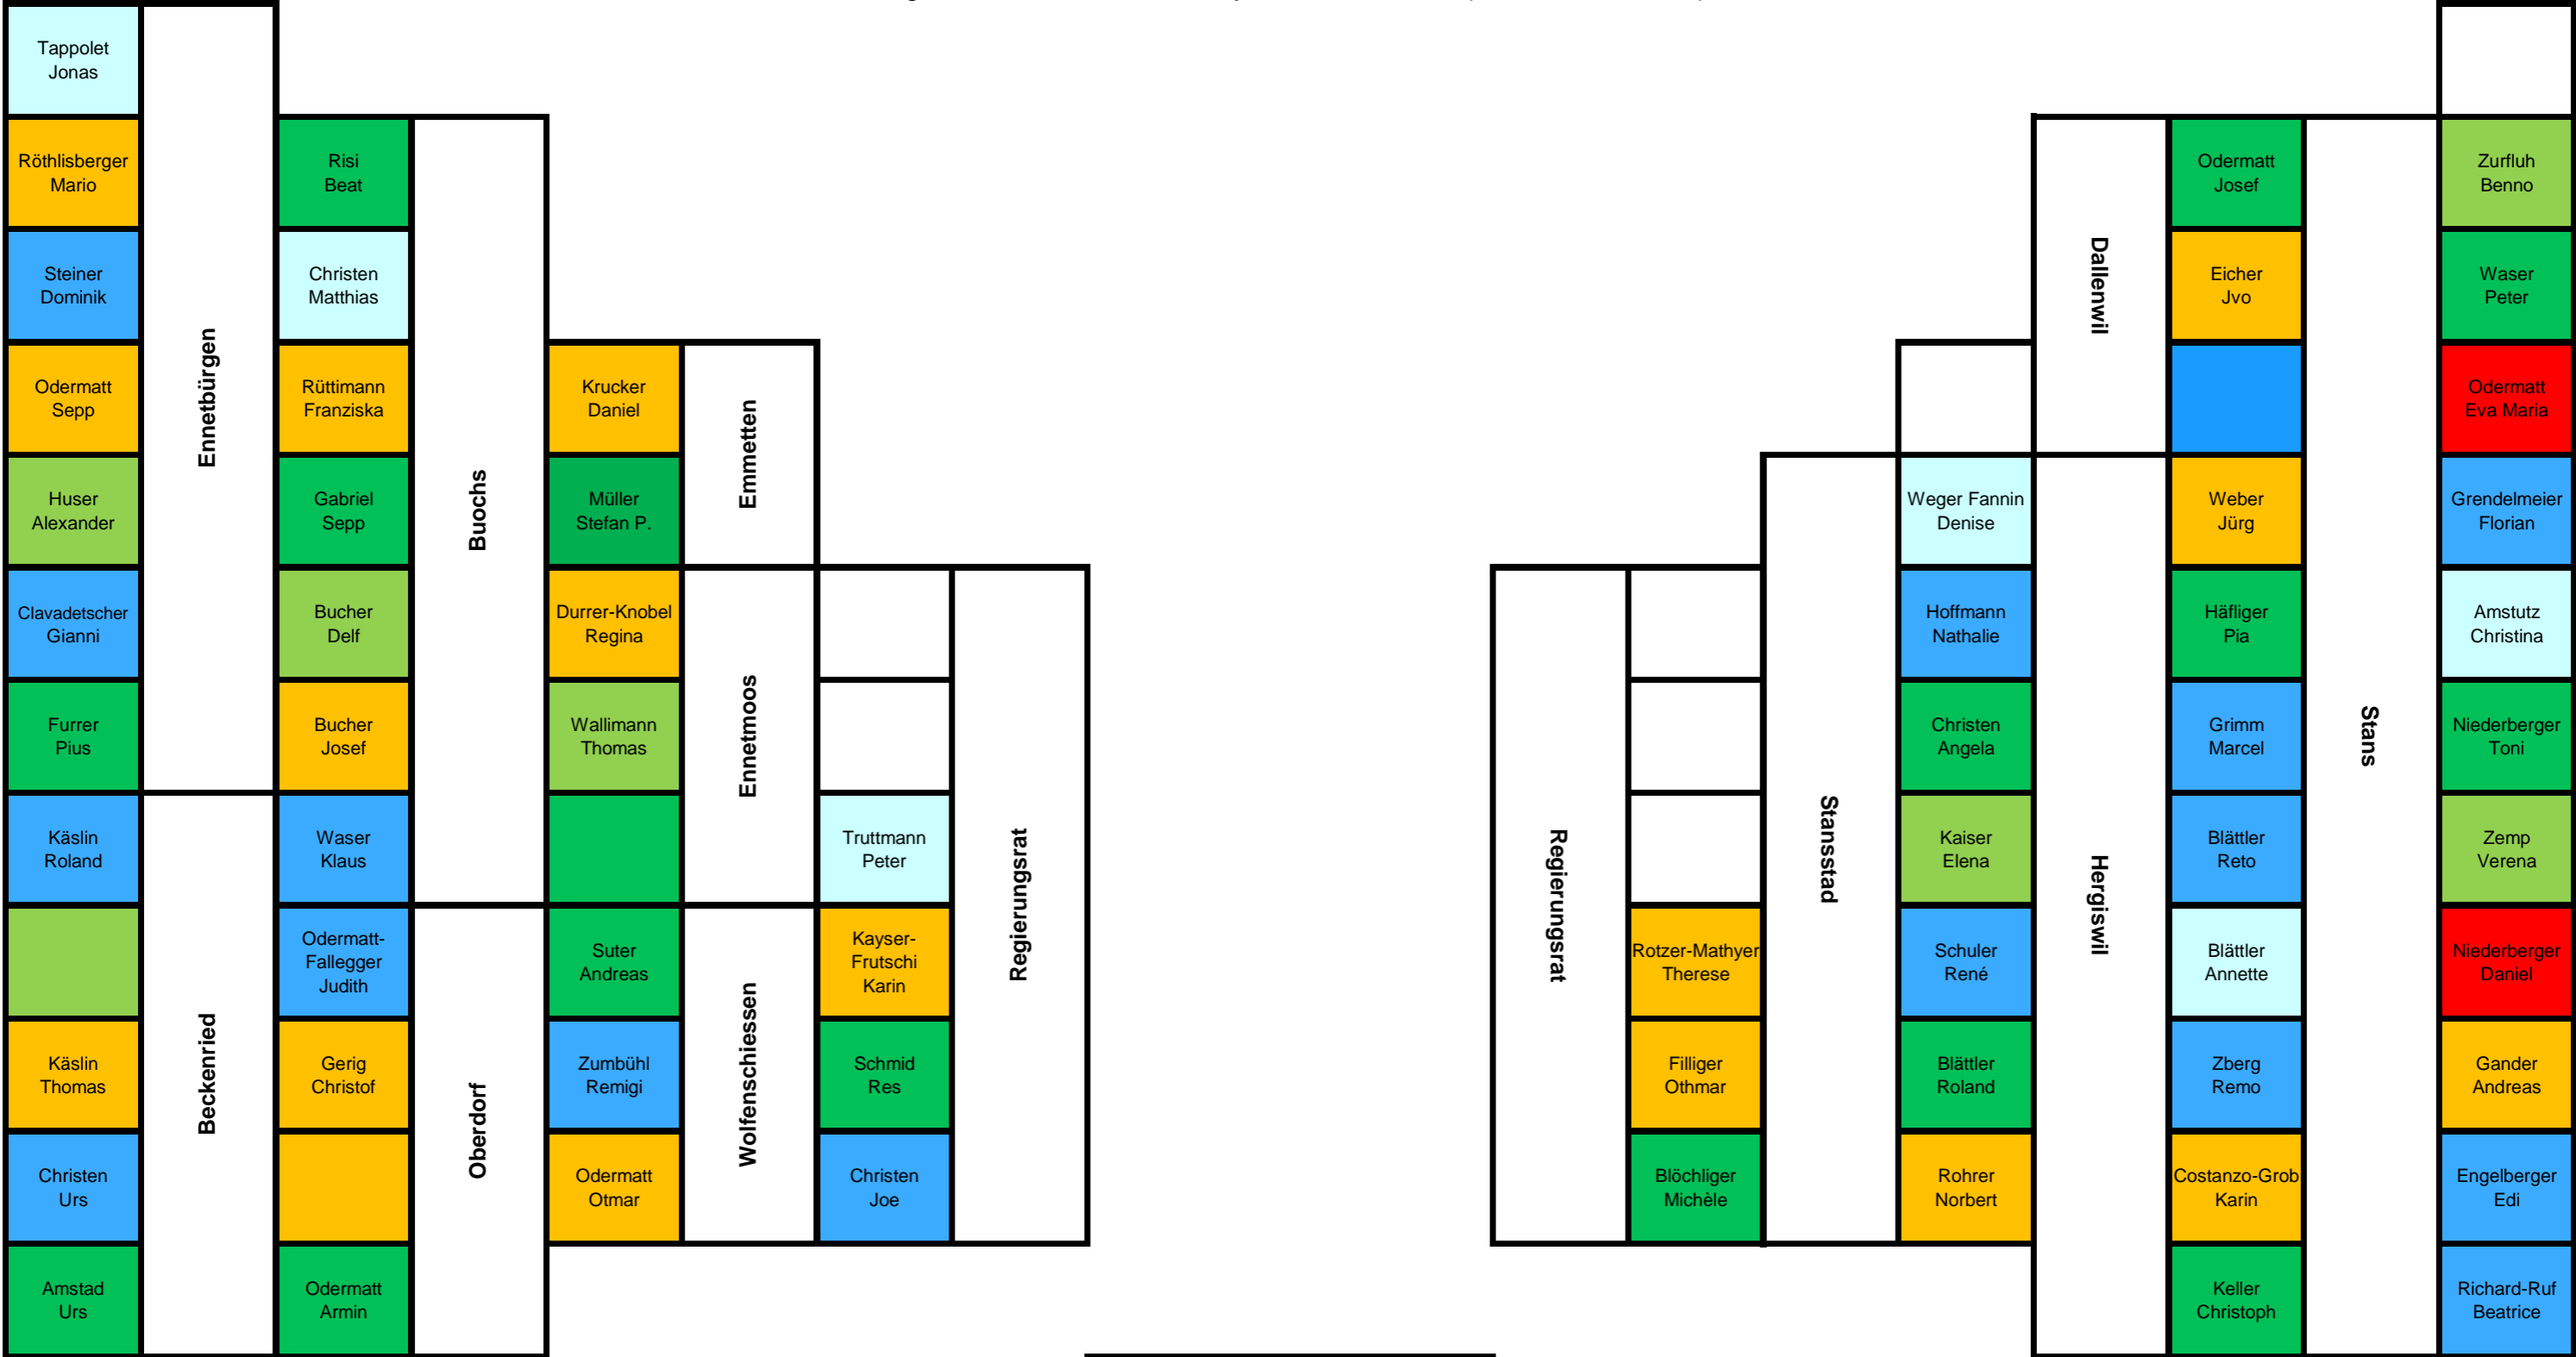 Tappolet
Jonas
Röthlisberger
Mario
Steiner
Dominik
Odermatt
Sepp
Huser
Alexander
Clavadetscher
Gianni
Furrer
Pius
Käslin
Roland
Käslin
Thomas
Christen
Urs
Amstad
Urs
Ennetbürgen
Beckenried
Risi
Beat
Christen
Matthias
Rüttimann
Franziska
Gabriel
Sepp
Bucher
Delf
Bucher
Josef
Waser
Klaus
Odermatt-
Fallegger
Judith
Gerig
Christof
Odermatt
Armin
Buochs
Oberdorf
Krucker
Daniel
Müller
Stefan P.
Durrer-Knobel
Regina
Wallimann
Thomas
Suter
Andreas
Zumbühl
Remigi
Odermatt
Otmar
Emmetten
Ennetmoos
Wolfenschiessen
Truttmann
Peter
Kayser-
Frutschi
Karin
Schmid
Res
Christen
Joe
Regierungsrat
Regierungsrat
Rotzer-Mathyer
Therese
Filliger
Othmar
Blöchliger
Michèle
Stansstad
Weger Fannin
Denise
Hoffmann
Nathalie
Christen
Angela
Kaiser
Elena
Schuler
René
Blättler
Roland
Rohrer
Norbert
Dallenwil
Hergiswil
Odermatt
Josef
Eicher
Jvo
Weber
Jürg
Häfliger
Pia
Grimm
Marcel
Blättler
Reto
Blättler
Annette
Zberg
Remo
Costanzo-Grob
Karin
Keller
Christoph
Stans
Zurfluh
Benno
Waser
Peter
Odermatt
Eva Maria
Grendelmeier
Florian
Amstutz
Christina
Niederberger
Toni
Zemp
Verena
Niederberger
Daniel
Gander
Andreas
Engelberger
Edi
Richard-Ruf
Beatrice